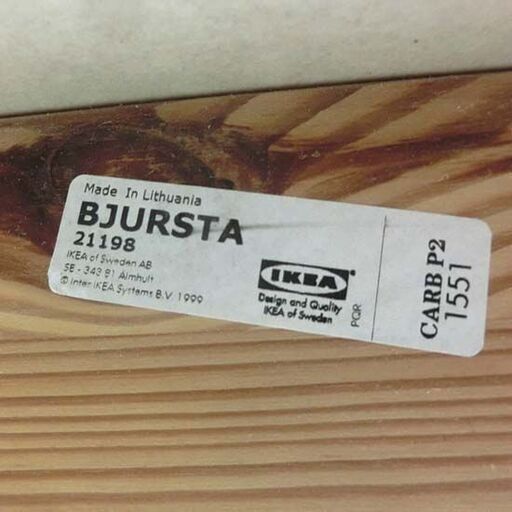 Made In Lithuania
BJURSTA
21198
IKEA of Sweden AB
SE - 343 81 Älmhult
© Inter IKEA Systems B.V. 1999
IKEA
Design and Quality
IKEA of Sweden
PQR
CARB P2
1551